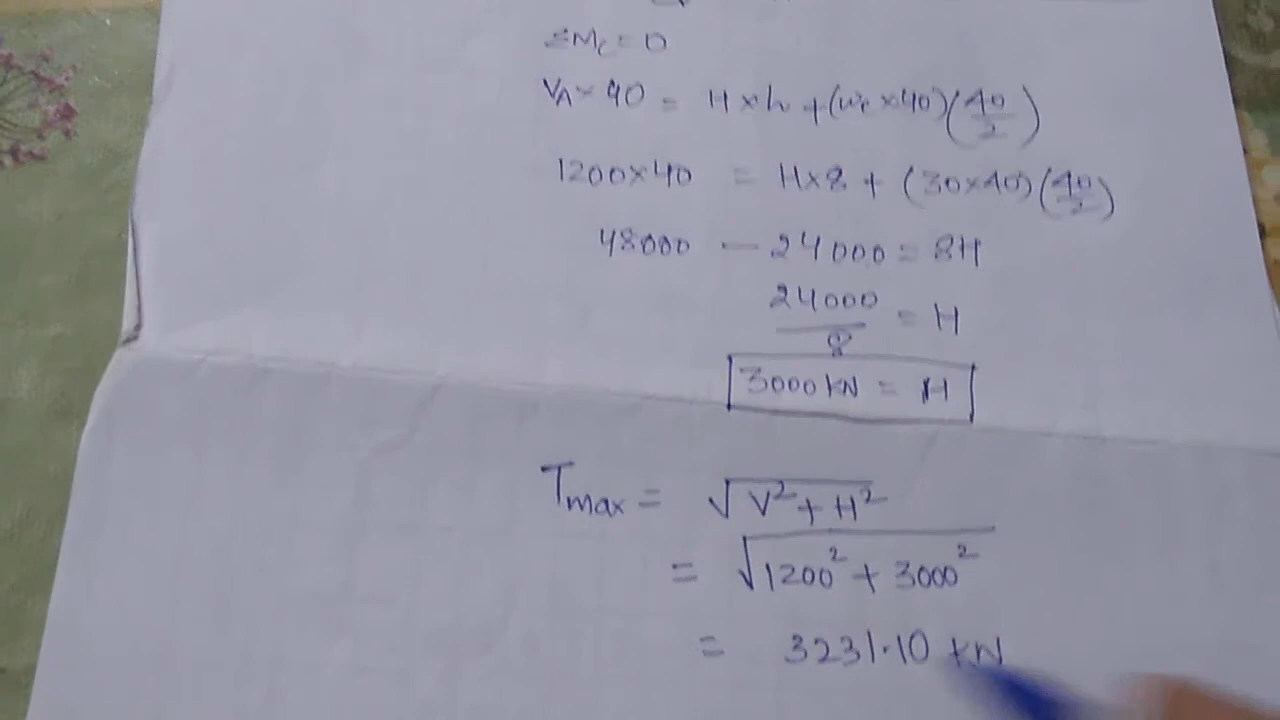 ΣMc = 0
VA × 40 = H × h + (we × 40) (40/2)
1200 × 40 = H × 8 + (30 × 40) (40/2)
48000 — 24000 = 8H
24000/8 = H
3000 KN = H
Tmax = √V² + H²
= √1200² + 3000²
= 3231.10 KN